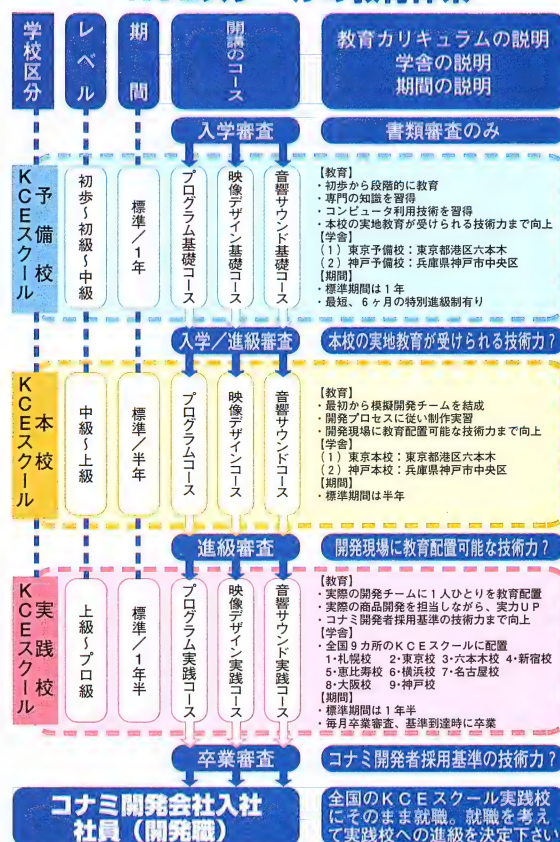 学校区分
レベル
期間
開講のコース
教育カリキュラムの説明
学舎の説明
期間の説明
入学審査
書類審査のみ
KCEスクール
予備校
初歩～初級～中級
標準／1年
プログラム基礎コース
映像デザイン基礎コース
音響サウンド基礎コース
【教育】
・初歩から段階的に教育
・専門の知識を習得
・コンピュータ利用技術を習得
・本校の実地教育が受けられる技術力まで向上
【学舎】
(1) 東京予備校：東京都港区六本木
(2) 神戸予備校：兵庫県神戸市中央区
【期間】
・標準期間は1年
・最短、6ヶ月の特別進級制有り
入学／進級審査
本校の実地教育が受けられる技術力？
KCEスクール
本校
中級～上級
標準／半年
プログラムコース
映像デザインコース
音響サウンドコース
【教育】
・最初から模擬開発チームを結成
・開発プロセスに従い制作実習
・開発現場に教育配置可能な技術力まで向上
【学舎】
(1) 東京本校：東京都港区六本木
(2) 神戸本校：兵庫県神戸市中央区
【期間】
・標準期間は半年
進級審査
開発現場に教育配置可能な技術力？
KCEスクール
実践校
上級～プロ級
標準／1年半
プログラム実践コース
映像デザイン実践コース
音響サウンド実践コース
【教育】
・実際の開発チームに1人ひとりを教育配置
・実際の商品開発を担当しながら、実力UP
・コナミ開発者採用基準の技術力まで向上
【学舎】
・全国9カ所のKCEスクールに配置
1・札幌校 2・東京校 3・六本木校 4・新宿校
5・恵比寿校 6・横浜校 7・名古屋校
8・大阪校 9・神戸校
【期間】
・標準期間は1年半
・毎月卒業審査、基準到達時に卒業
卒業審査
コナミ開発者採用基準の技術力？
コナミ開発会社入社
社員（開発職）
全国のKCEスクール実践校
にそのまま就職。就職を考え
て実践校への進級を決定下さい